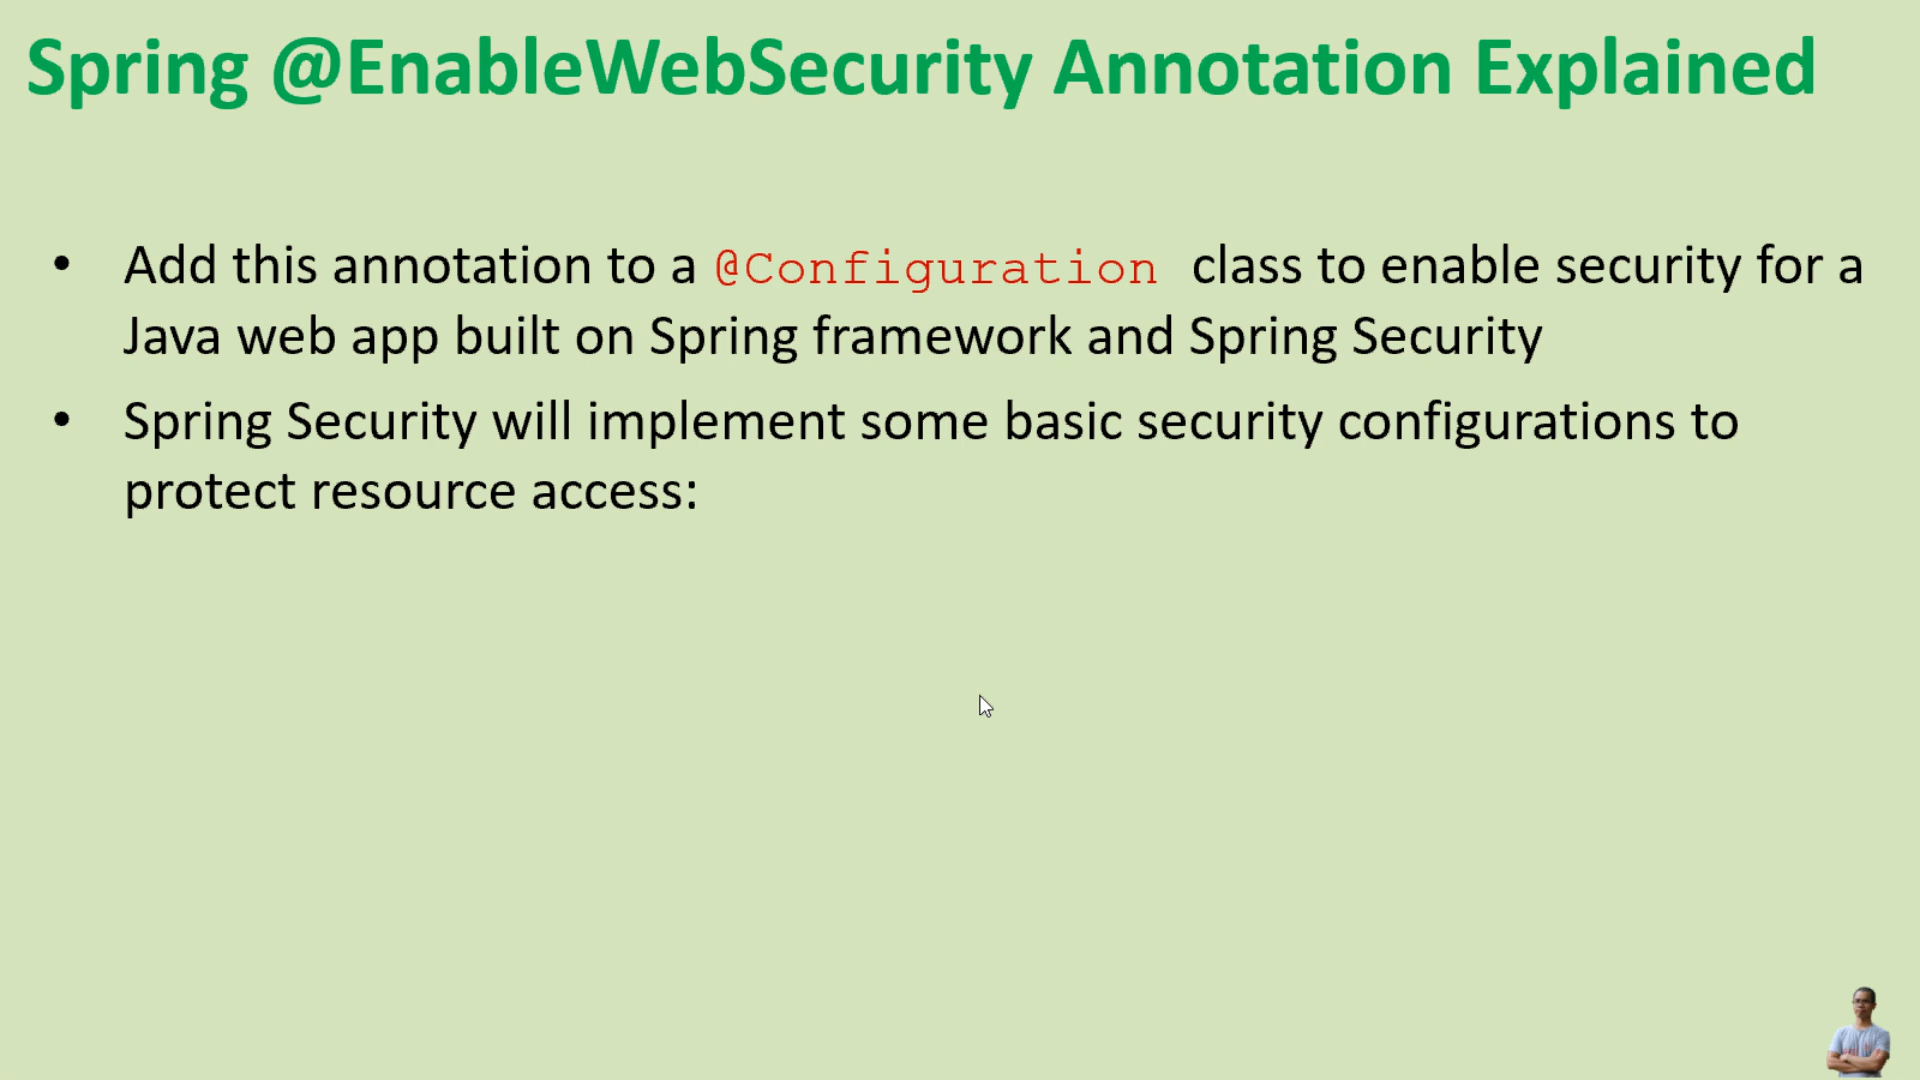 Spring @EnableWebSecurity Annotation Explained
• Add this annotation to a @Configuration class to enable security for a
Java web app built on Spring framework and Spring Security
• Spring Security will implement some basic security configurations to
protect resource access: